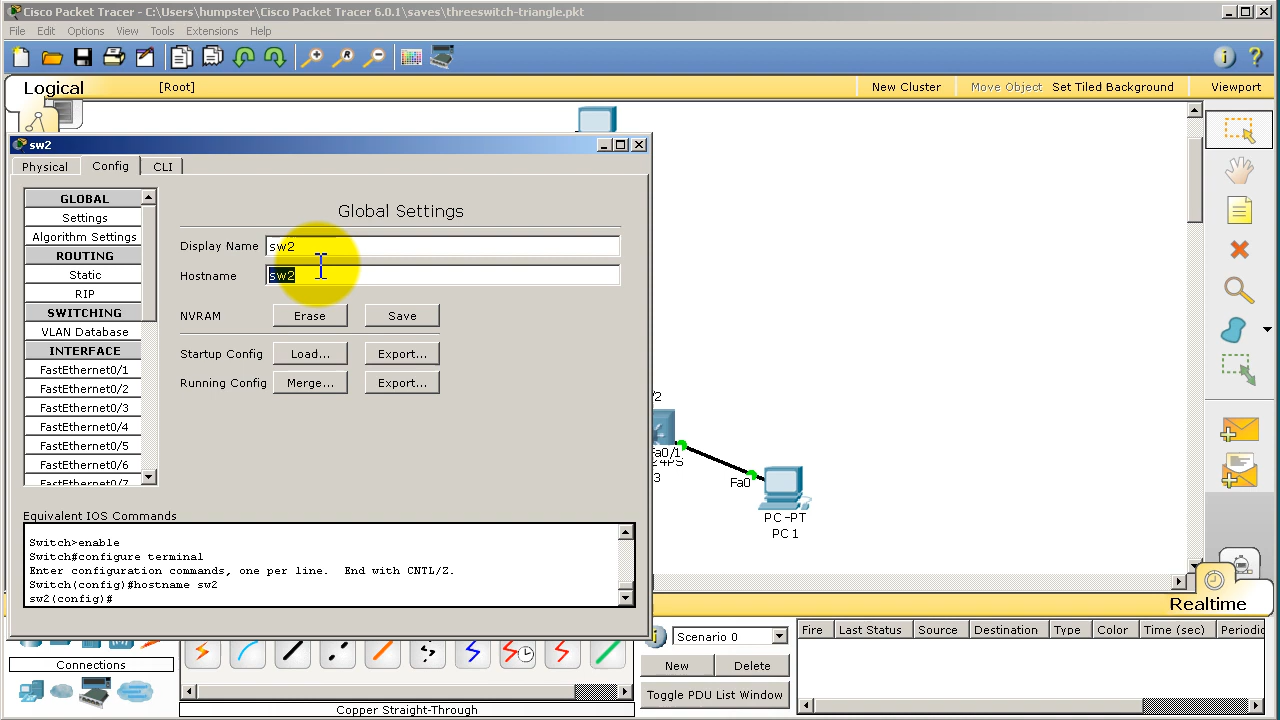 Cisco Packet Tracer - C:\Users\humpster\Cisco Packet Tracer 6.0.1\saves\threeswitch-triangle.pkt
File Edit Options View Tools Extensions Help
Logical [Root] New Cluster Move Object Set Tiled Background Viewport
sw2
Physical Config CLI
GLOBAL
Settings
Algorithm Settings
ROUTING
Static
RIP
SWITCHING
VLAN Database
INTERFACE
FastEthernet0/1
FastEthernet0/2
FastEthernet0/3
FastEthernet0/4
FastEthernet0/5
FastEthernet0/6
FastEthernet0/7
Global Settings
Display Name sw2
Hostname sw2
NVRAM Erase Save
Startup Config Load... Export...
Running Config Merge... Export...
Equivalent IOS Commands
Switch>enable
Switch#configure terminal
Enter configuration commands, one per line. End with CNTL/Z.
Switch(config)#hostname sw2
sw2(config)#
/2
Fa0/1
24PS
3
Fa0
PC-PT
PC1
Realtime
Connections
Copper Straight-Through
Scenario 0
New Delete
Toggle PDU List Window
Fire Last Status Source Destination Type Color Time (sec) Periodic